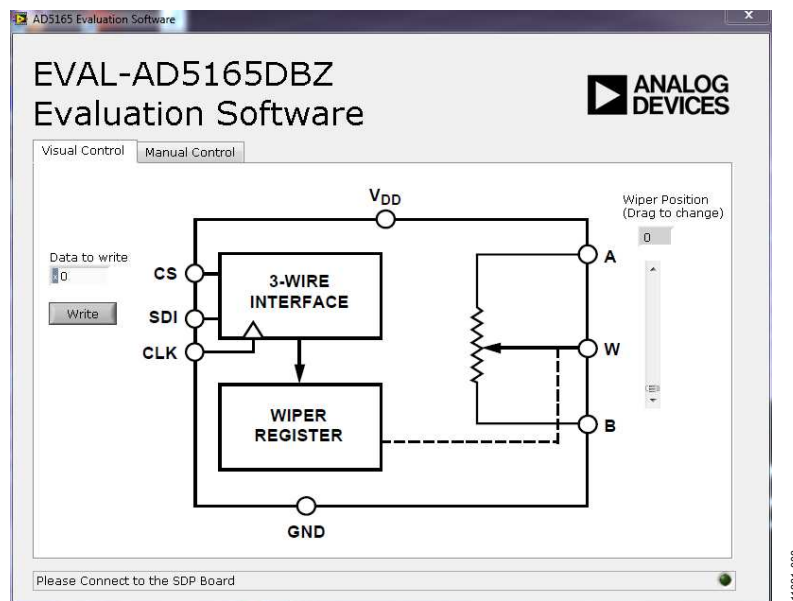 AD5165 Evaluation Software
x
EVAL-AD5165DBZ
Evaluation Software
ANALOG
DEVICES
Visual Control
Manual Control
VDD
Wiper Position
(Drag to change)
0
Data to write
x0
Write
CS
SDI
CLK
3-WIRE
INTERFACE
WIPER
REGISTER
A
W
B
GND
Please Connect to the SDP Board